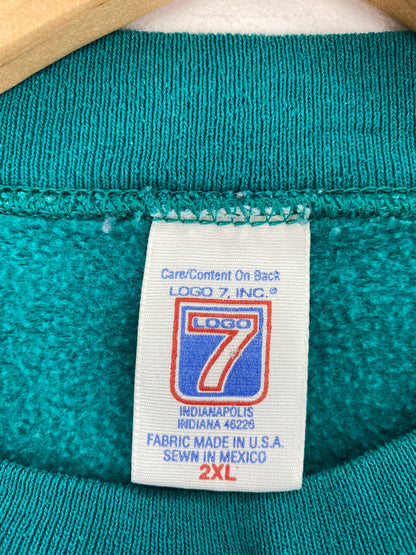 Care/Content On Back
LOGO 7, INC.®
LOGO
7
INDIANAPOLIS
INDIANA 46226
FABRIC MADE IN U.S.A.
SEWN IN MEXICO
2XL